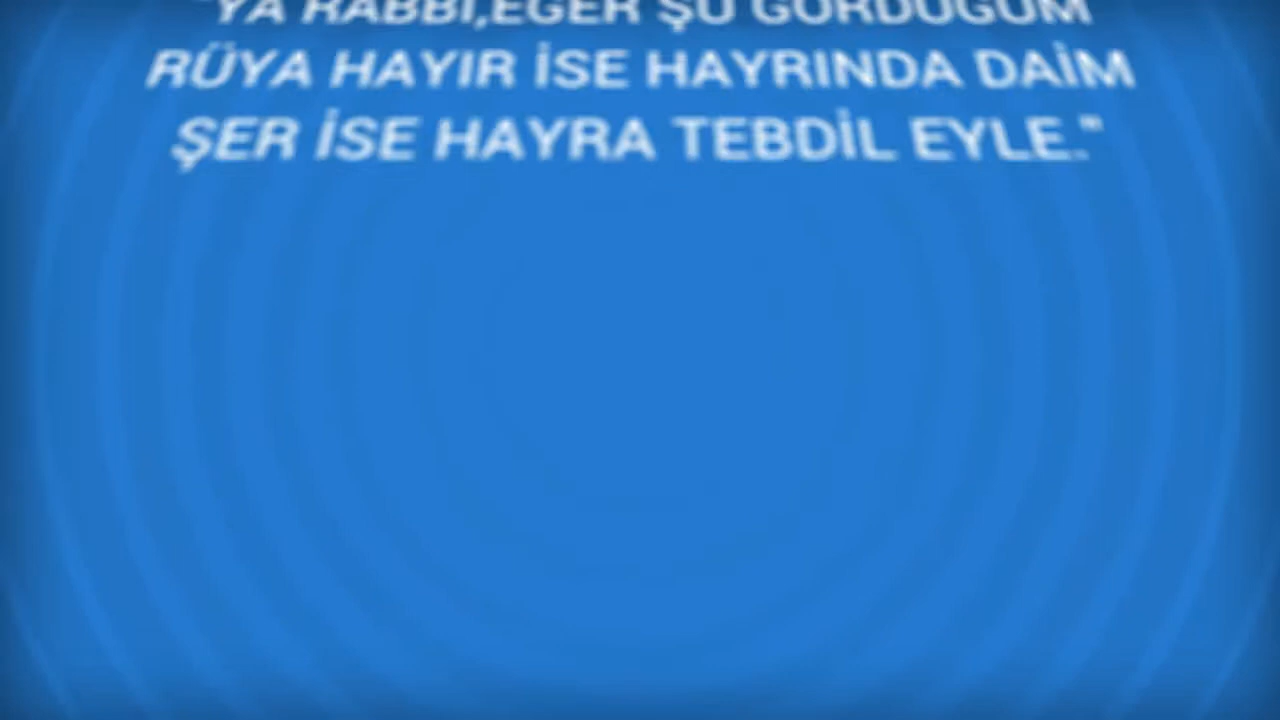 "YA RABBİ,EĞER ŞU GÖRDÜĞÜM
RÜYA HAYIR İSE HAYRINDA DAİM
ŞER İSE HAYRA TEBDİL EYLE."